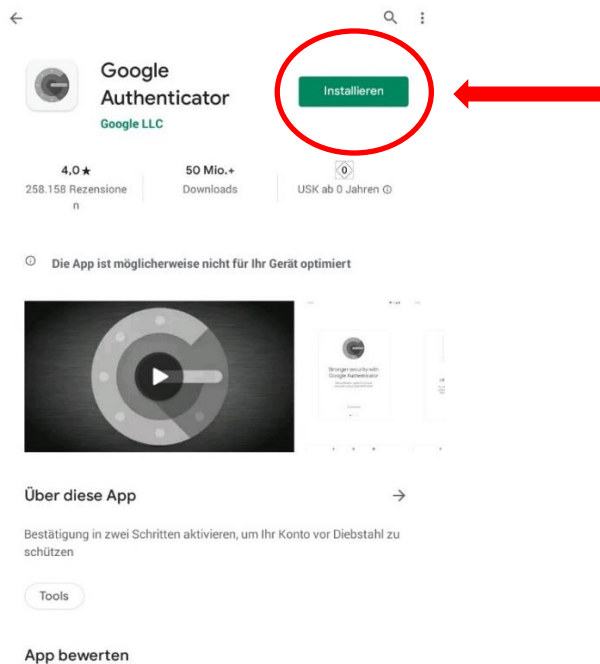 Google
Authenticator
Installieren
Google LLC
4,0★
50 Mio.+
0
258.158 Rezensione
n
Downloads
USK ab 0 Jahren
Die App ist möglicherweise nicht für Ihr Gerät optimiert
Stronger security with
Google Authenticator
Über diese App
Bestätigung in zwei Schritten aktivieren, um Ihr Konto vor Diebstahl zu
schützen
Tools
App bewerten